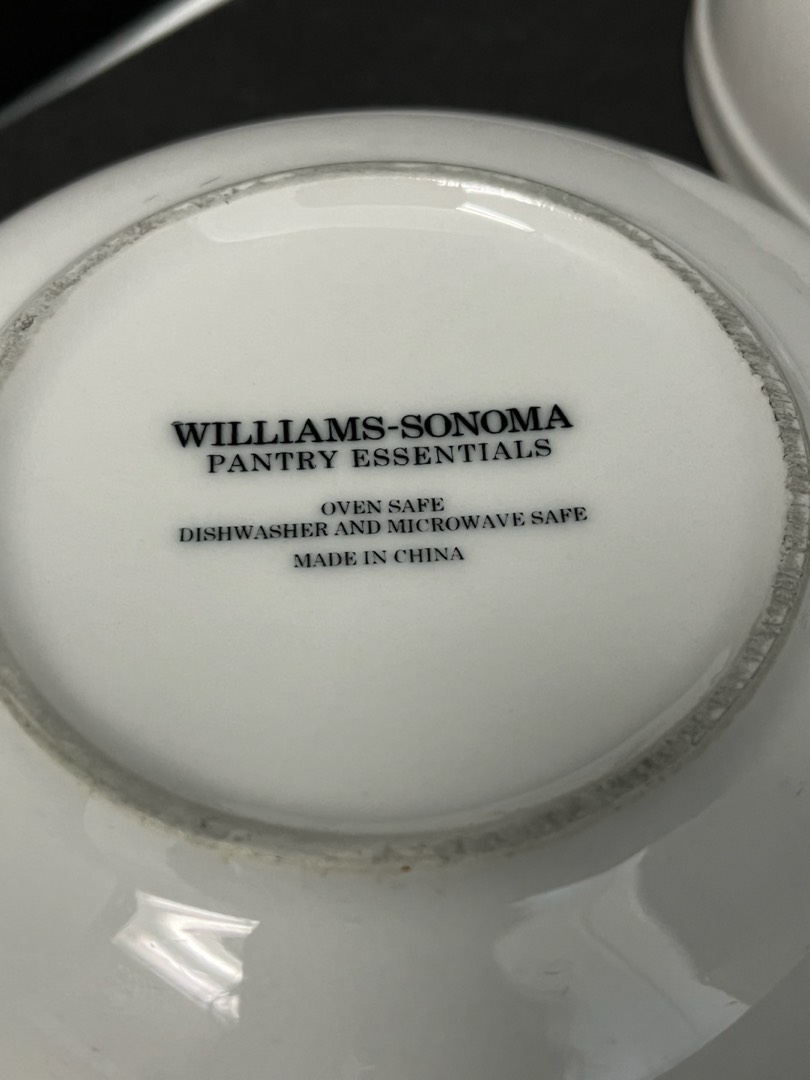 WILLIAMS-SONOMA
PANTRY ESSENTIALS
OVEN SAFE
DISHWASHER AND MICROWAVE SAFE
MADE IN CHINA